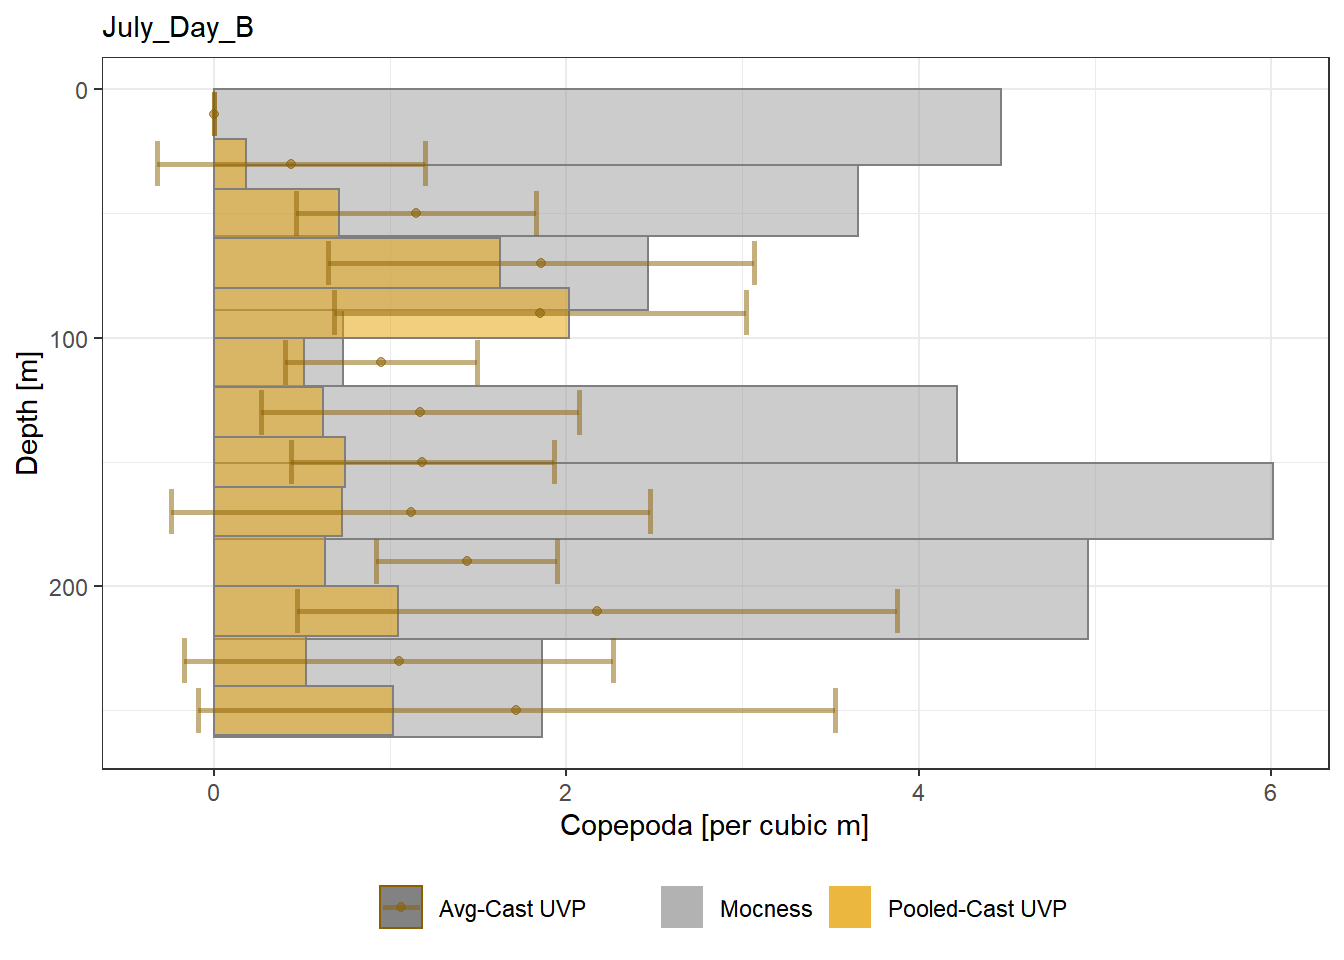 July_Day_B
0
100
200
Depth [m]
0 2 4 6
Copepoda [per cubic m]
Avg-Cast UVP Mocness Pooled-Cast UVP